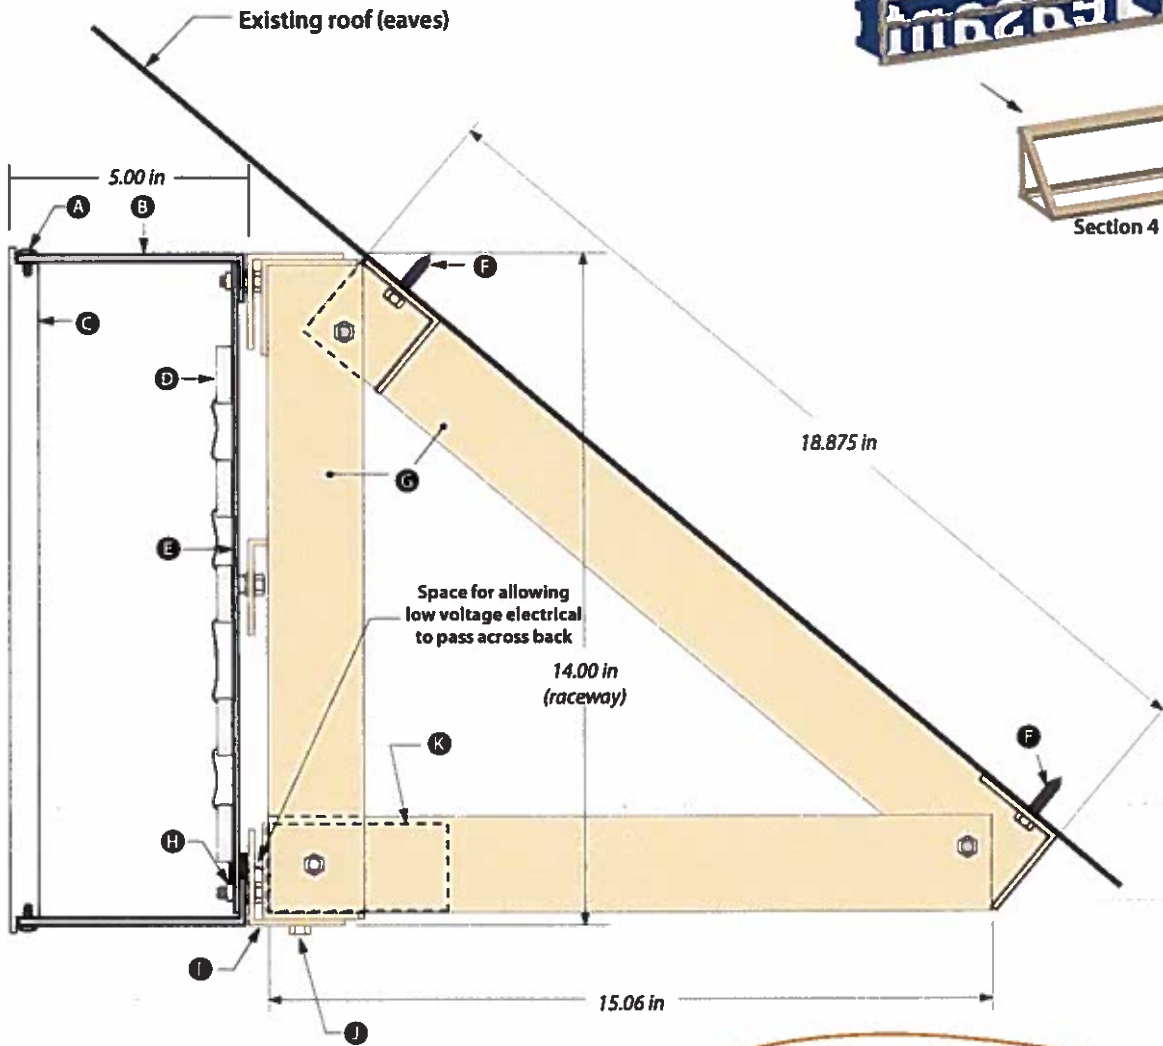 Existing roof (eaves)
5.00 in
A
B
Section 4
F
C
D
18.875 in
G
E
Space for allowing
low voltage electrical
to pass across back
14.00 in
(raceway)
K
F
H
I
15.06 in
J